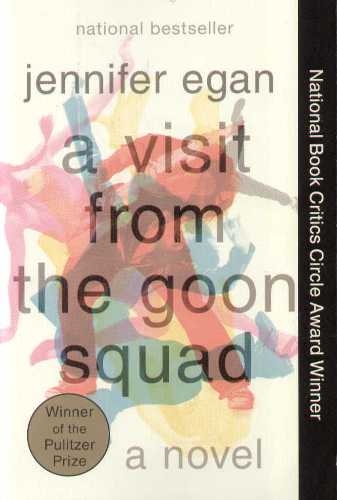 national bestseller
jennifer egan
a visit
from
the goon
squad
Winner
of the
Pulitzer
Prize
a novel
National Book Critics Circle Award Winner